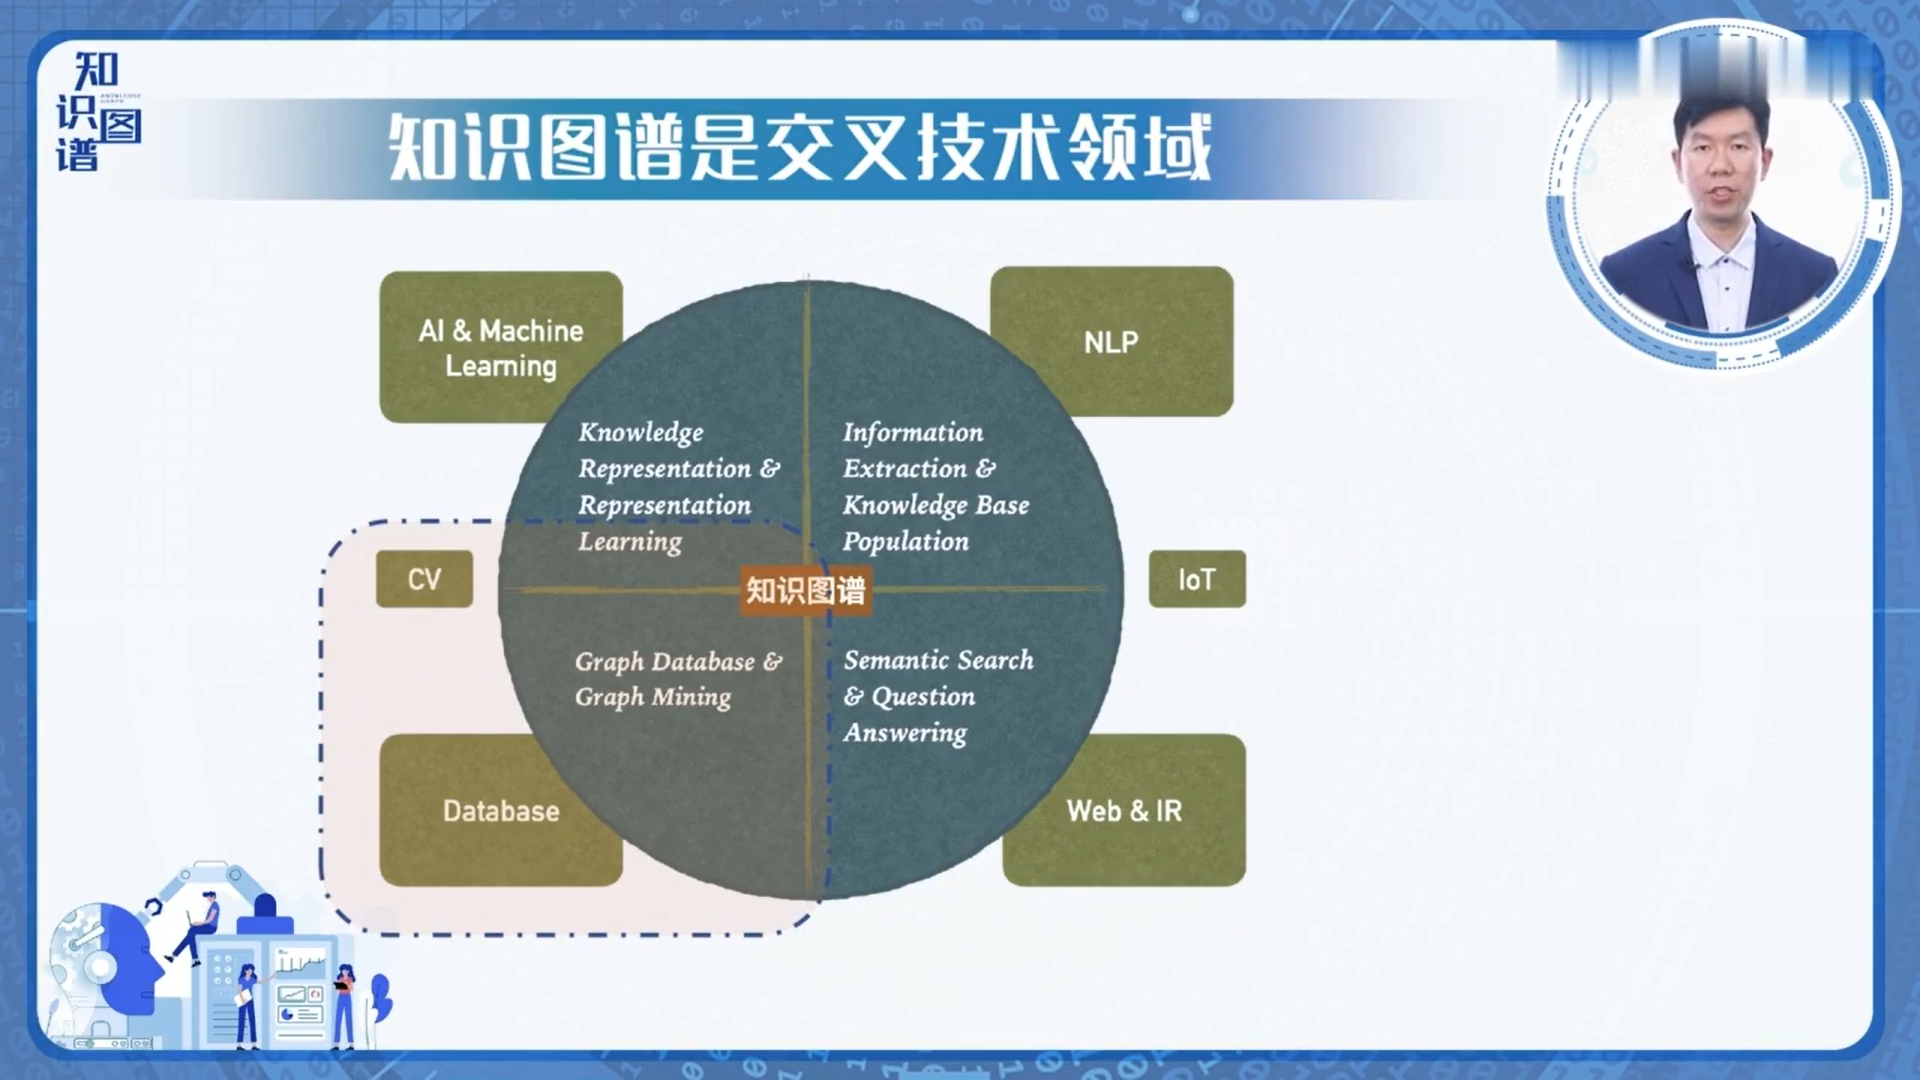 知识图谱
KNOWLEDGE
GRAPH
知识图谱是交叉技术领域
AI & Machine
Learning
NLP
Knowledge
Representation &
Representation
Learning
Information
Extraction &
Knowledge Base
Population
CV
知识图谱
IoT
Graph Database &
Graph Mining
Semantic Search
& Question
Answering
Database
Web & IR